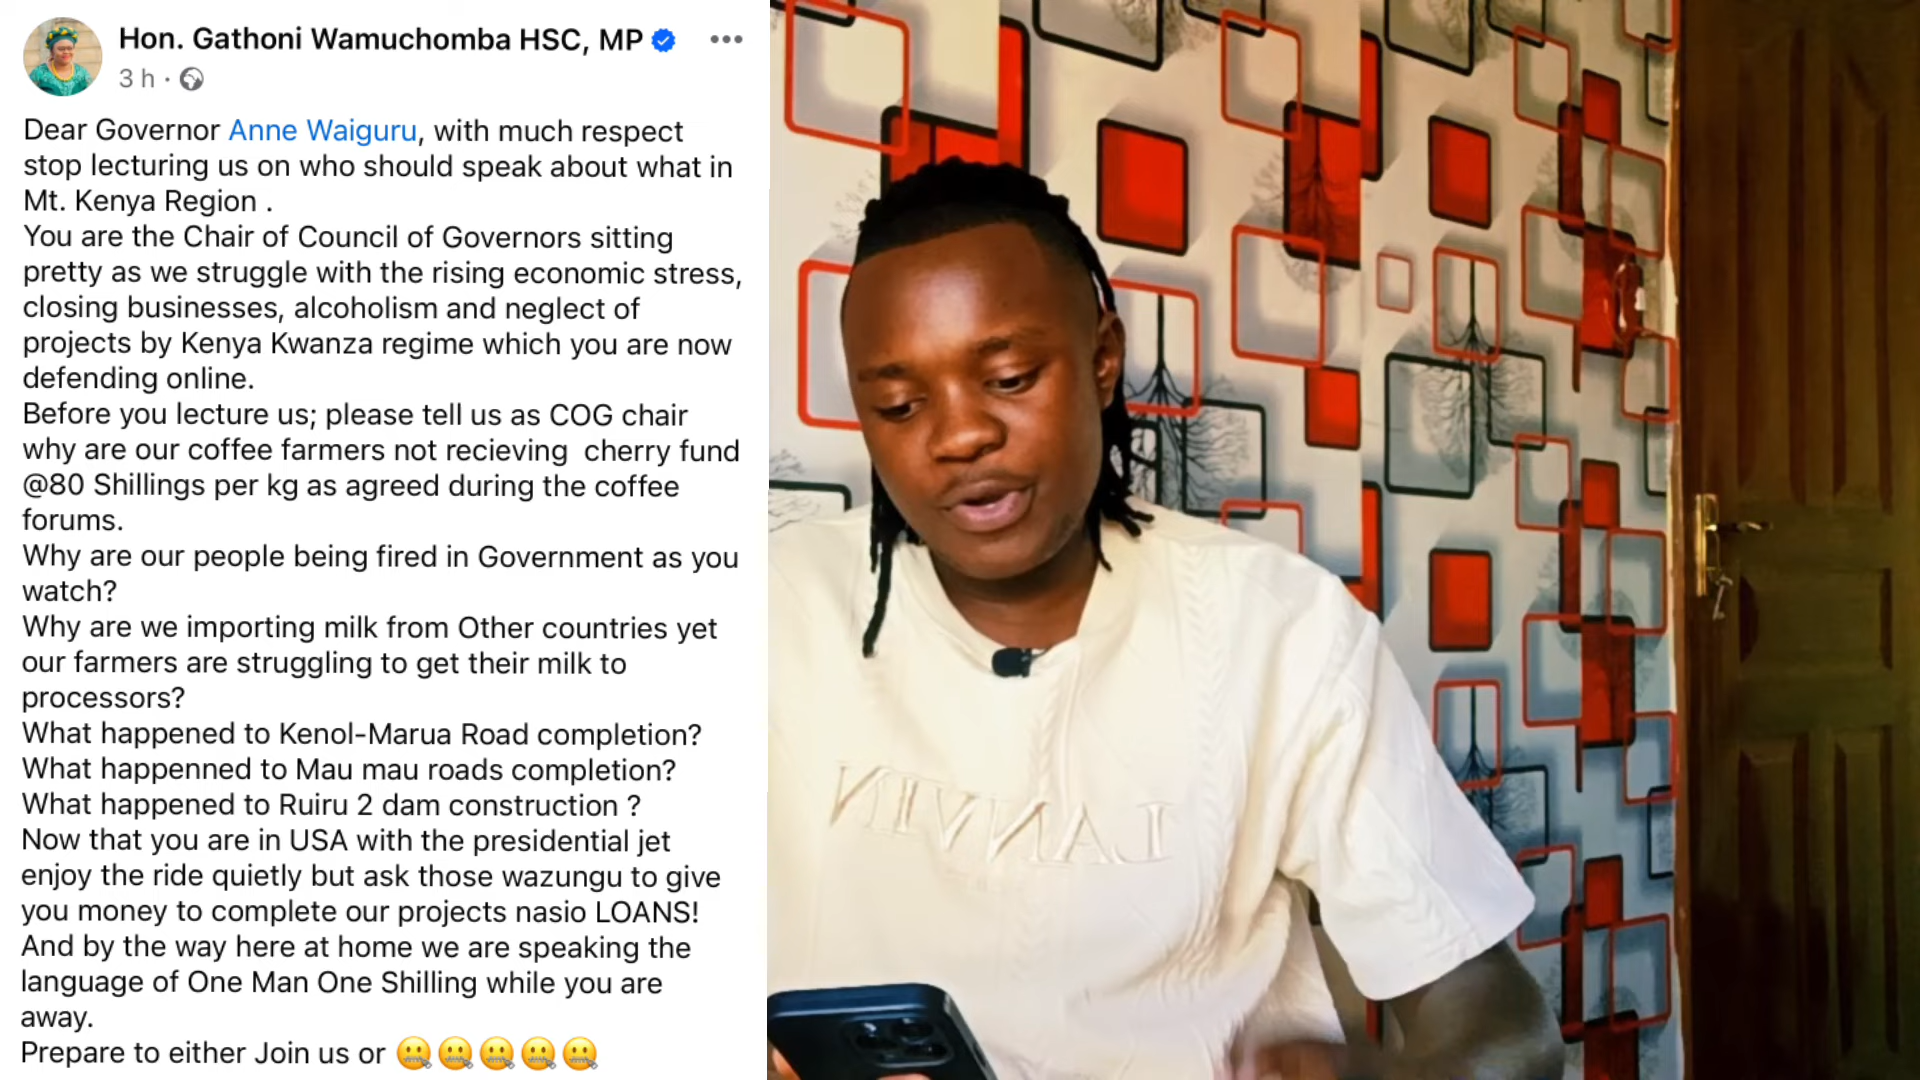 Hon. Gathoni Wamuchomba HSC, MP
3 h ·
Dear Governor Anne Waiguru, with much respect
stop lecturing us on who should speak about what in
Mt. Kenya Region .
You are the Chair of Council of Governors sitting
pretty as we struggle with the rising economic stress,
closing businesses, alcoholism and neglect of
projects by Kenya Kwanza regime which you are now
defending online.
Before you lecture us; please tell us as COG chair
why are our coffee farmers not recieving  cherry fund
@80 Shillings per kg as agreed during the coffee
forums.
Why are our people being fired in Government as you
watch?
Why are we importing milk from Other countries yet
our farmers are struggling to get their milk to
processors?
What happened to Kenol-Marua Road completion?
What happenned to Mau mau roads completion?
What happened to Ruiru 2 dam construction ?
Now that you are in USA with the presidential jet
enjoy the ride quietly but ask those wazungu to give
you money to complete our projects nasio LOANS!
And by the way here at home we are speaking the
language of One Man One Shilling while you are
away.
Prepare to either Join us or 🤐🤐🤐🤐🤐